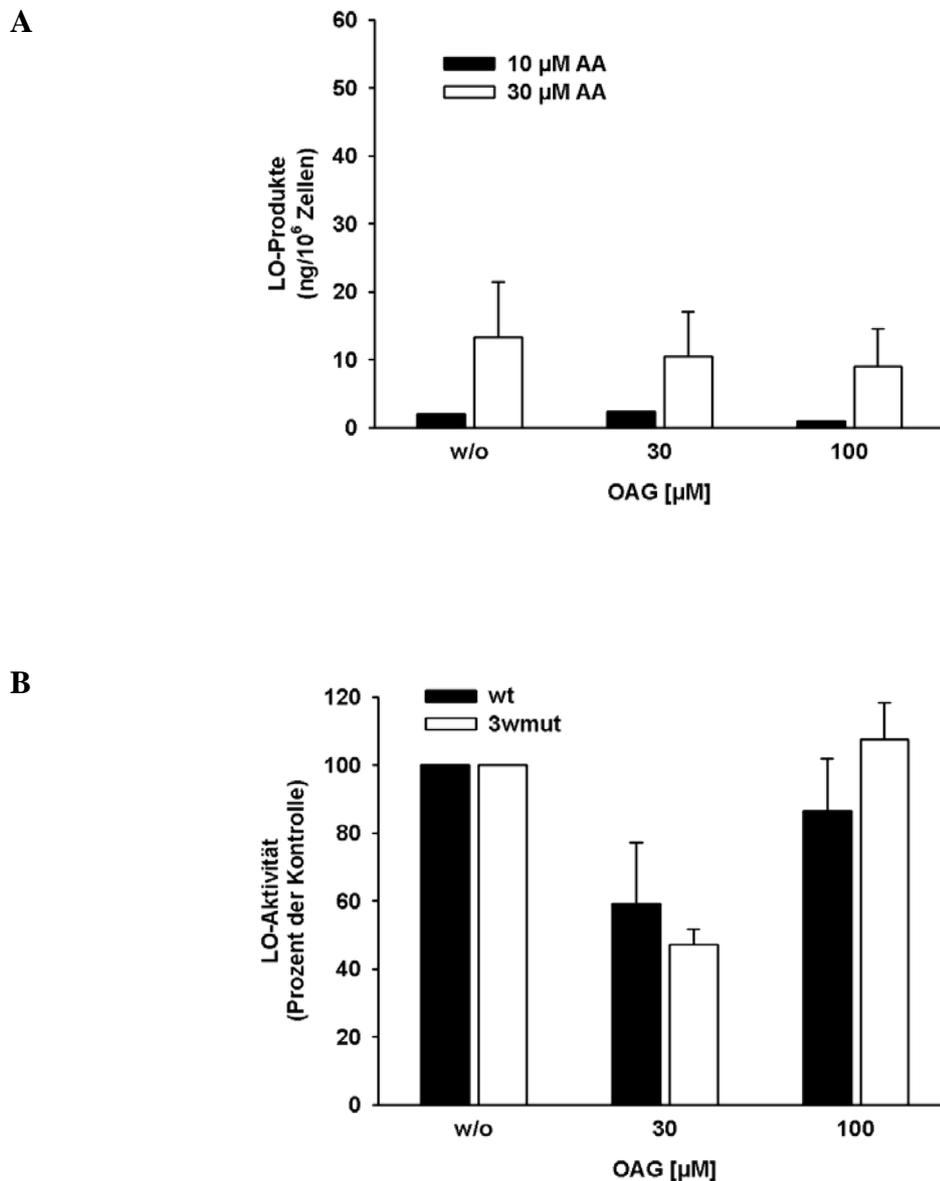 A
60
50
40
30
20
10
0
LO-Produkte
(ng/10⁶ Zellen)
10 µM AA
30 µM AA
w/o 30 100
OAG [µM]
B
120
100
80
60
40
20
0
LO-Aktivität
(Prozent der Kontrolle)
wt
3wmut
w/o 30 100
OAG [µM]